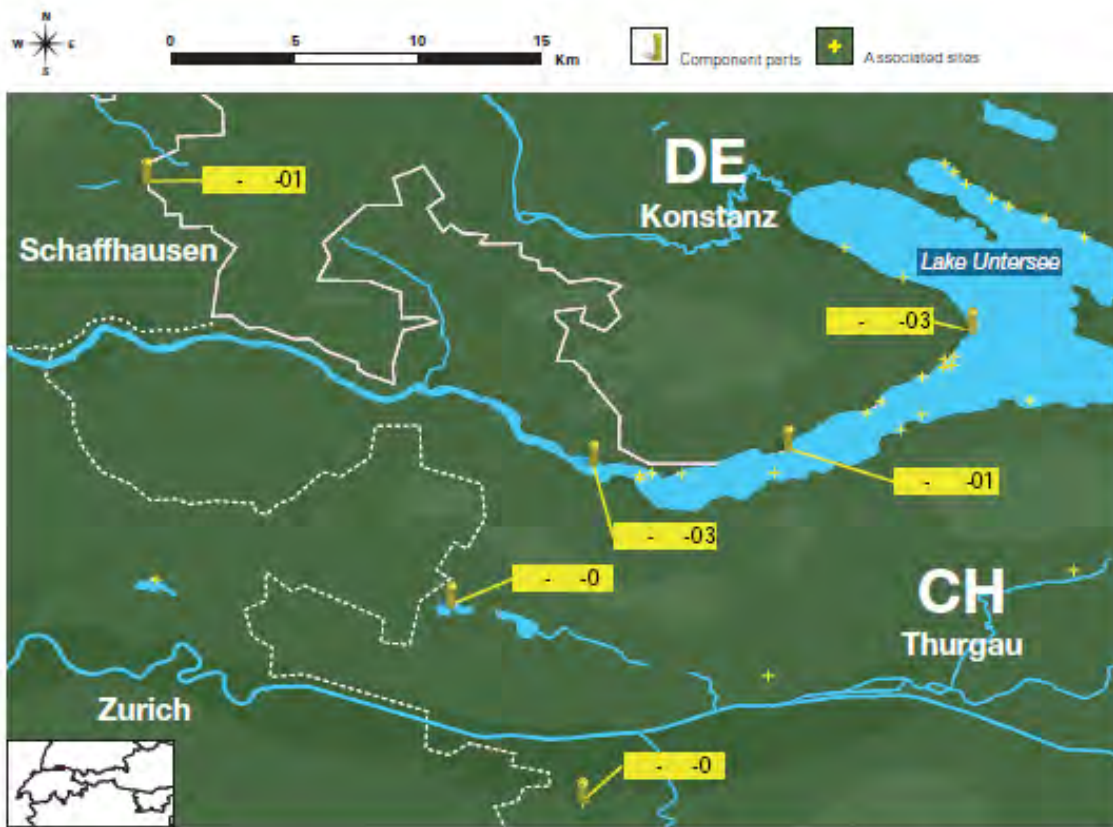 N
W E
S
0 5 10 15
Km
Component parts
Associated sites
DE
Konstanz
- -01
Schaffhausen
Lake Untersee
- -03
- -01
- -03
- -0
CH
Thurgau
Zurich
- -0